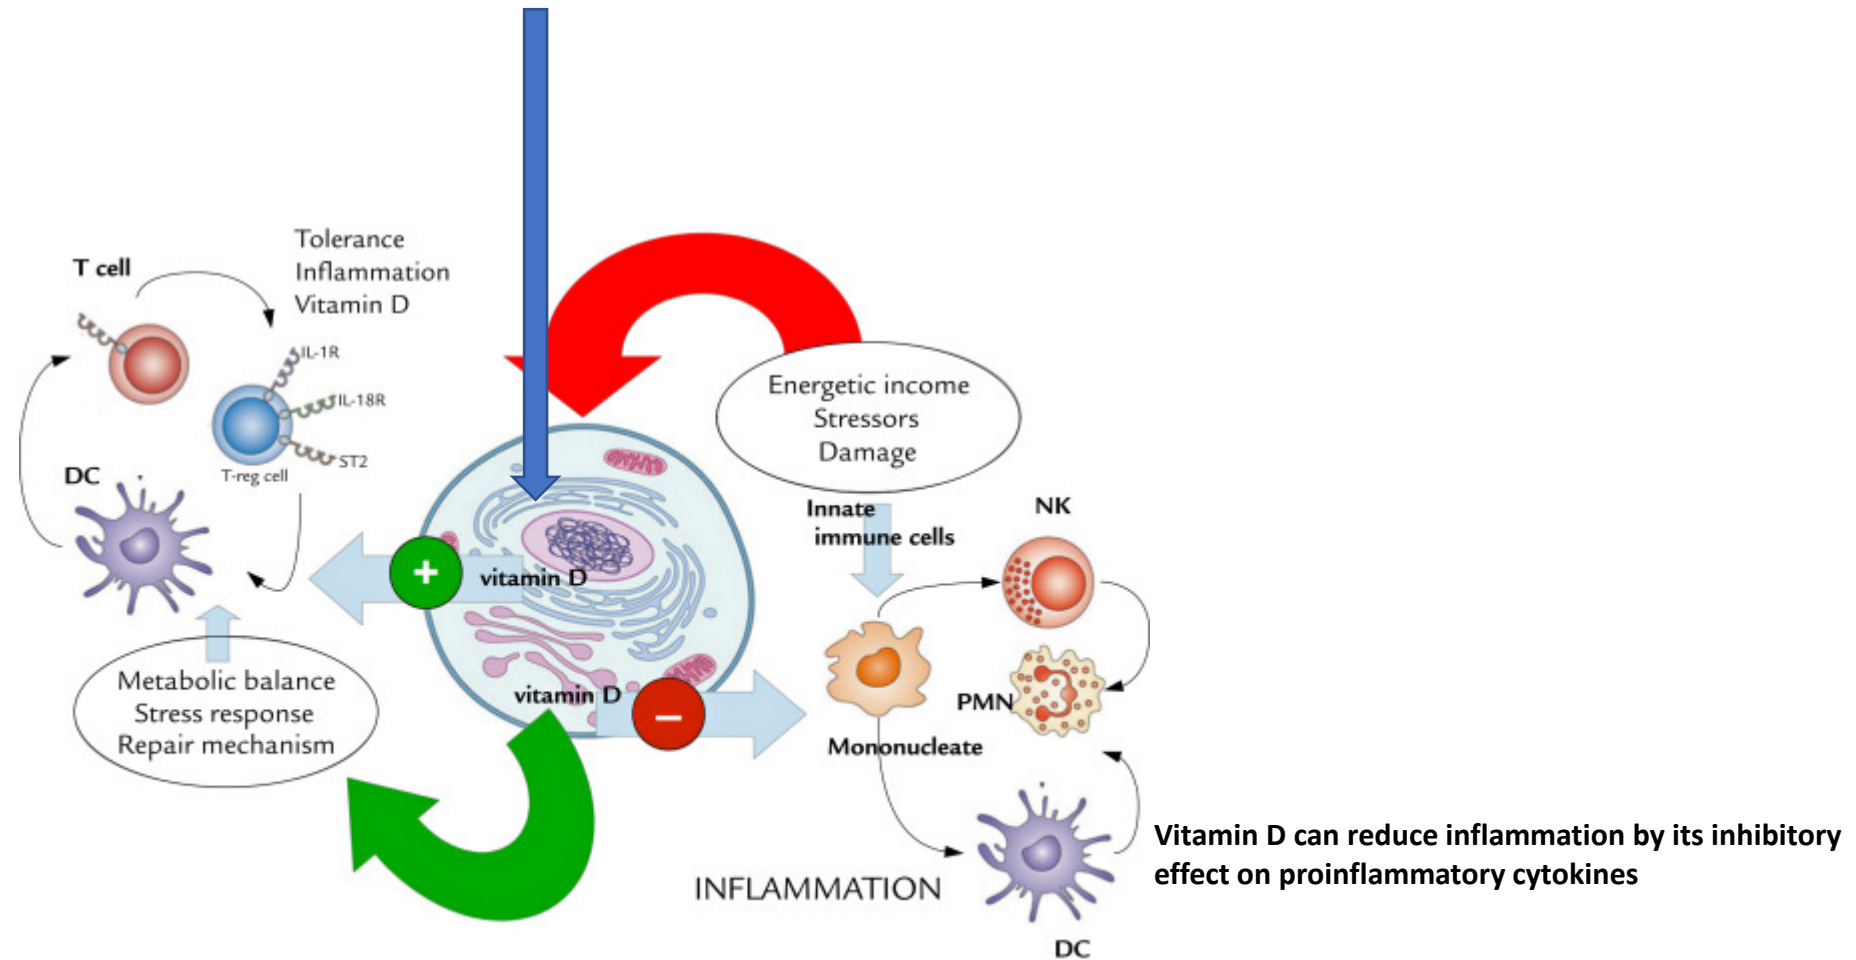 Tolerance
Inflammation
Vitamin D
T cell
IL-1R
IL-18R
ST2
T-reg cell
DC
+
vitamin D
Metabolic balance
Stress response
Repair mechanism
Energetic income
Stressors
Damage
Innate
immune cells
NK
vitamin D
–
PMN
Mononucleate
INFLAMMATION
DC
Vitamin D can reduce inflammation by its inhibitory
effect on proinflammatory cytokines